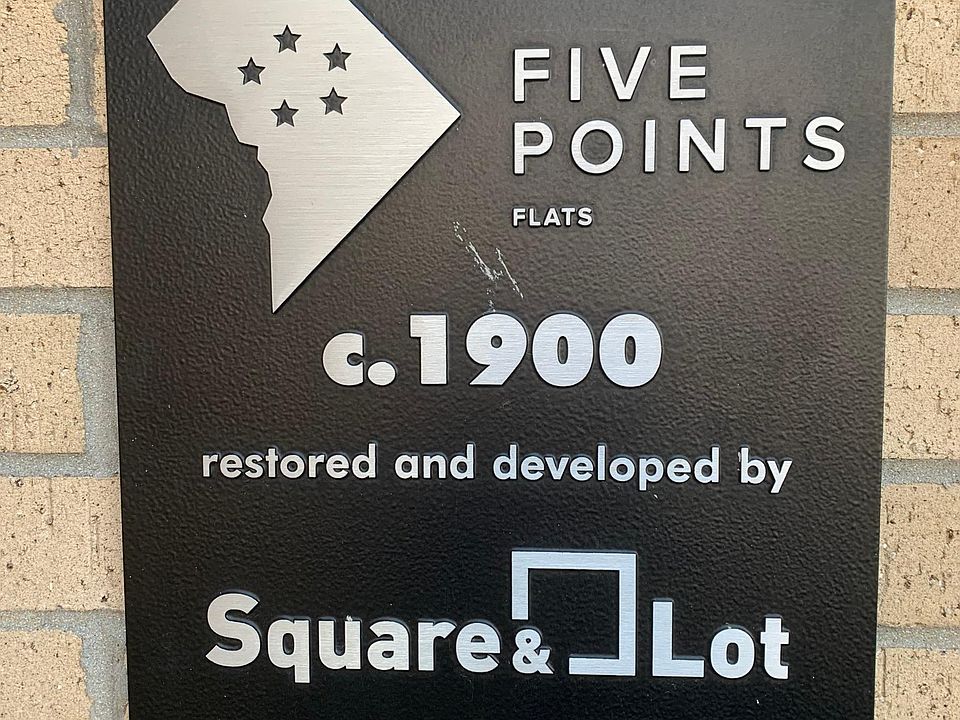 FIVE
POINTS
FLATS
c.1900
restored and developed by
Square & Lot